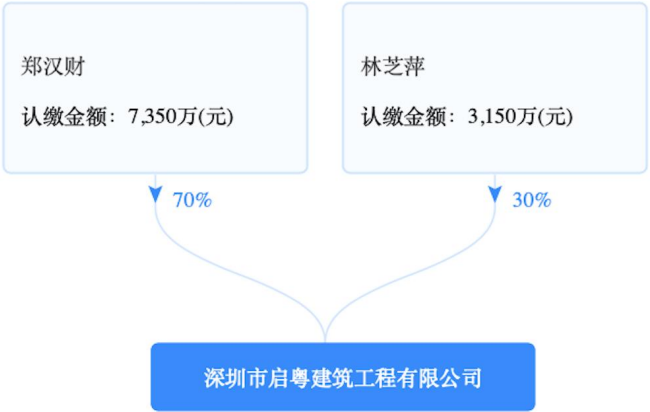 郑汉财
认缴金额：7,350万(元)
林芝萍
认缴金额：3,150万(元)
70%
30%
深圳市启粤建筑工程有限公司